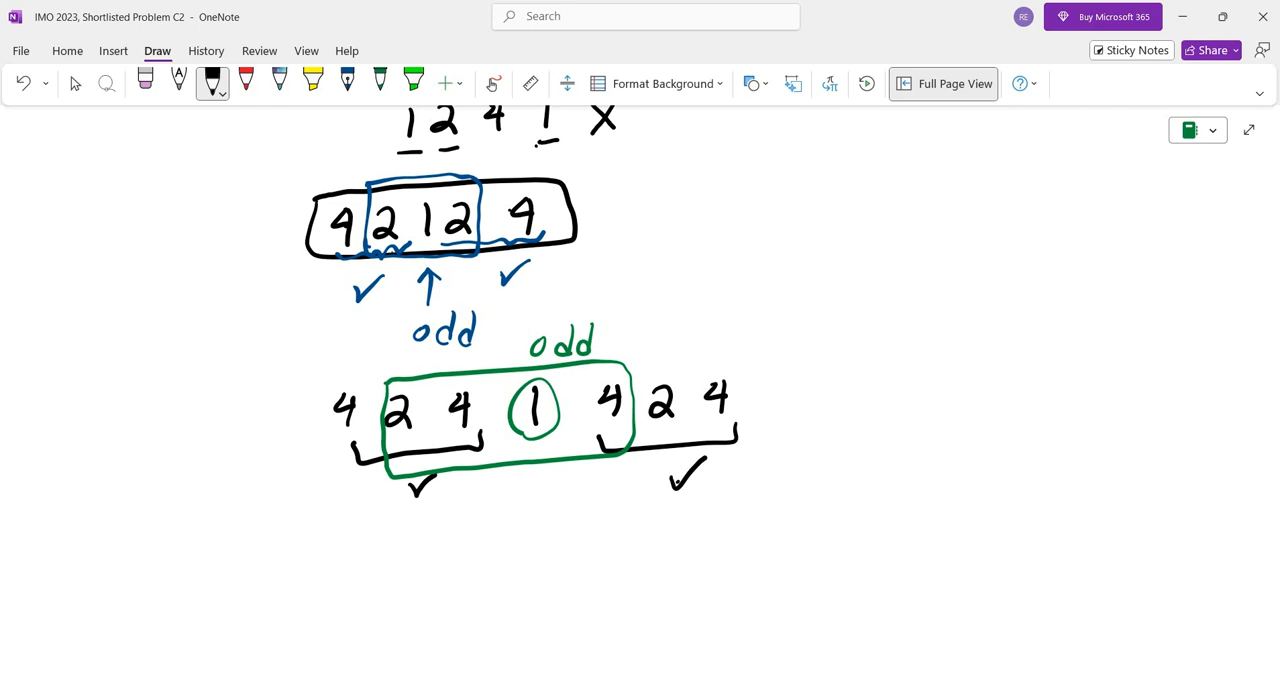 IMO 2023, Shortlisted Problem C2 - OneNote
Search
RE
Buy Microsoft 365
File Home Insert Draw History Review View Help
Sticky Notes
Share
A
Format Background
Full Page View
1 2 4 1 X
4 2 1 2 4
✓ ↑ ✓
odd
odd
4 2 4 1 4 2 4
✓ ✓